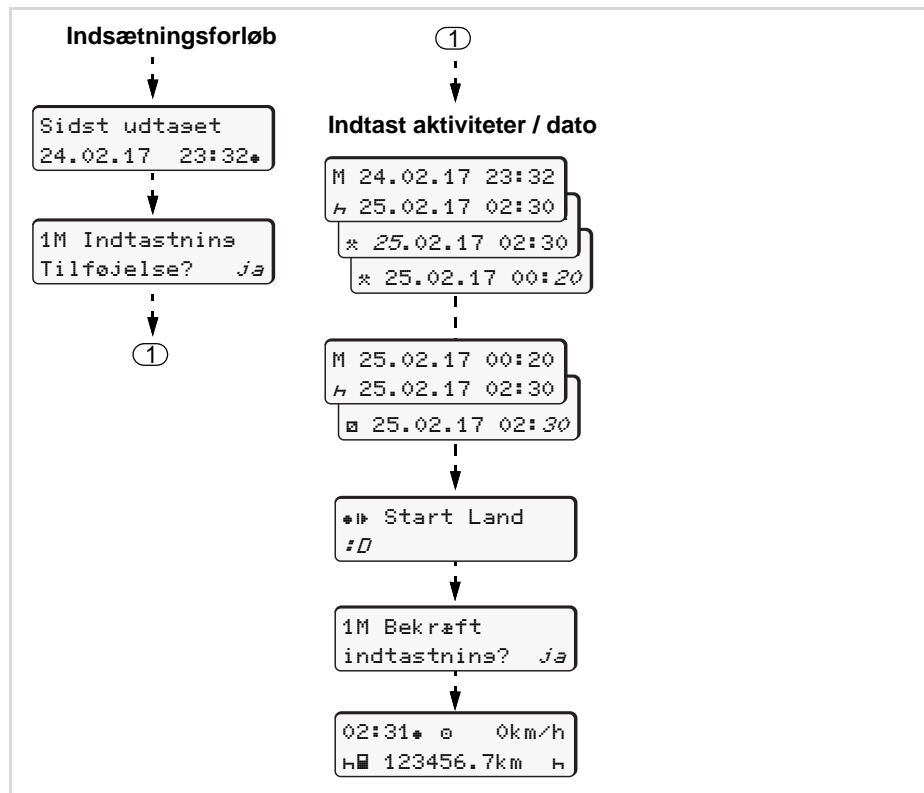 Indsætningsforløb
Sidst udtaget
24.02.17 23:32
1M Indtastning
Tilføjelse? ja
1
1
Indtast aktiviteter / dato
M 24.02.17 23:32
25.02.17 02:30
25.02.17 02:30
25.02.17 00:20
M 25.02.17 00:20
25.02.17 02:30
25.02.17 02:30
Start Land
:D
1M Bekræft
indtastning? ja
02:31 0km/h
123456.7km